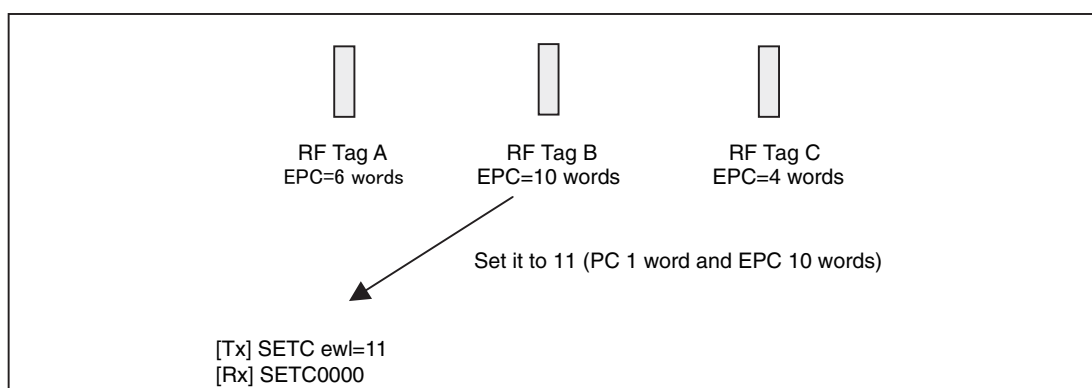 RF Tag A RF Tag B RF Tag C
EPC=6 words EPC=10 words EPC=4 words
Set it to 11 (PC 1 word and EPC 10 words)
[Tx] SETC ewl=11
[Rx] SETC0000